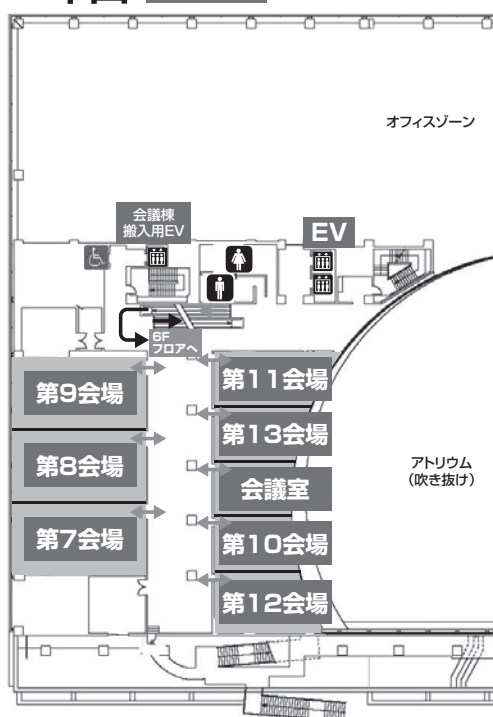 オフィスゾーン
会議棟
搬入用EV
EV
6F
フロアへ
第9会場
第11会場
第13会場
第8会場
アトリウム
(吹き抜け)
会議室
第7会場
第10会場
第12会場